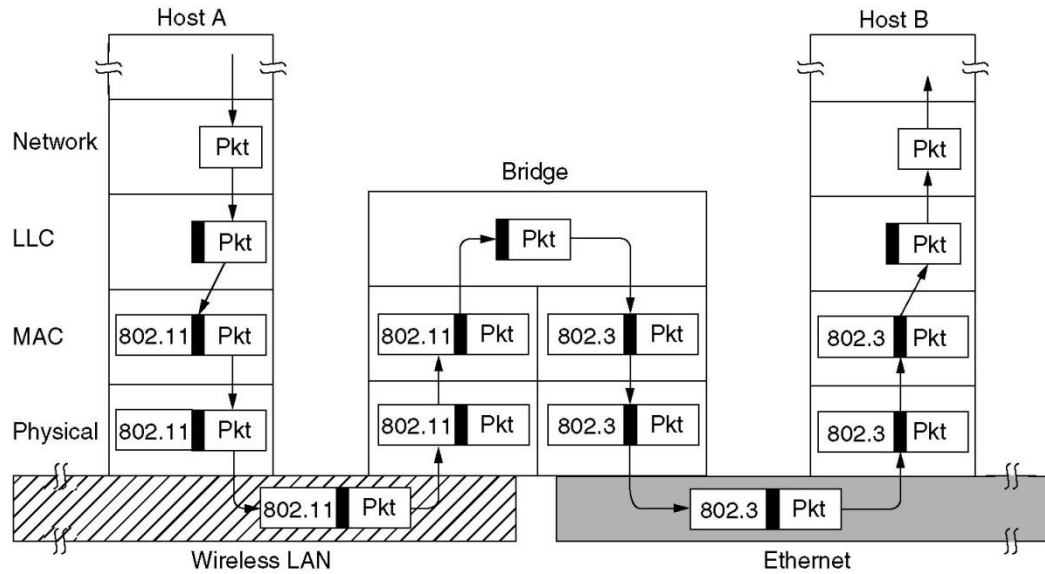 Host A
Host B
Network
Pkt
Pkt
Bridge
LLC
Pkt
Pkt
Pkt
MAC
802.11 Pkt
802.11 Pkt
802.3 Pkt
802.3 Pkt
Physical
802.11 Pkt
802.11 Pkt
802.3 Pkt
802.3 Pkt
802.11 Pkt
802.3 Pkt
Wireless LAN
Ethernet